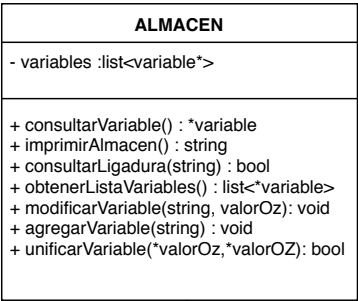 ALMACEN
- variables :list<variable*>
+ consultarVariable() : *variable
+ imprimirAlmacen() : string
+ consultarLigadura(string) : bool
+ obtenerListaVariables() : list<*variable>
+ modificarVariable(string, valorOz): void
+ agregarVariable(string) : void
+ unificarVariable(*valorOz,*valorOZ): bool